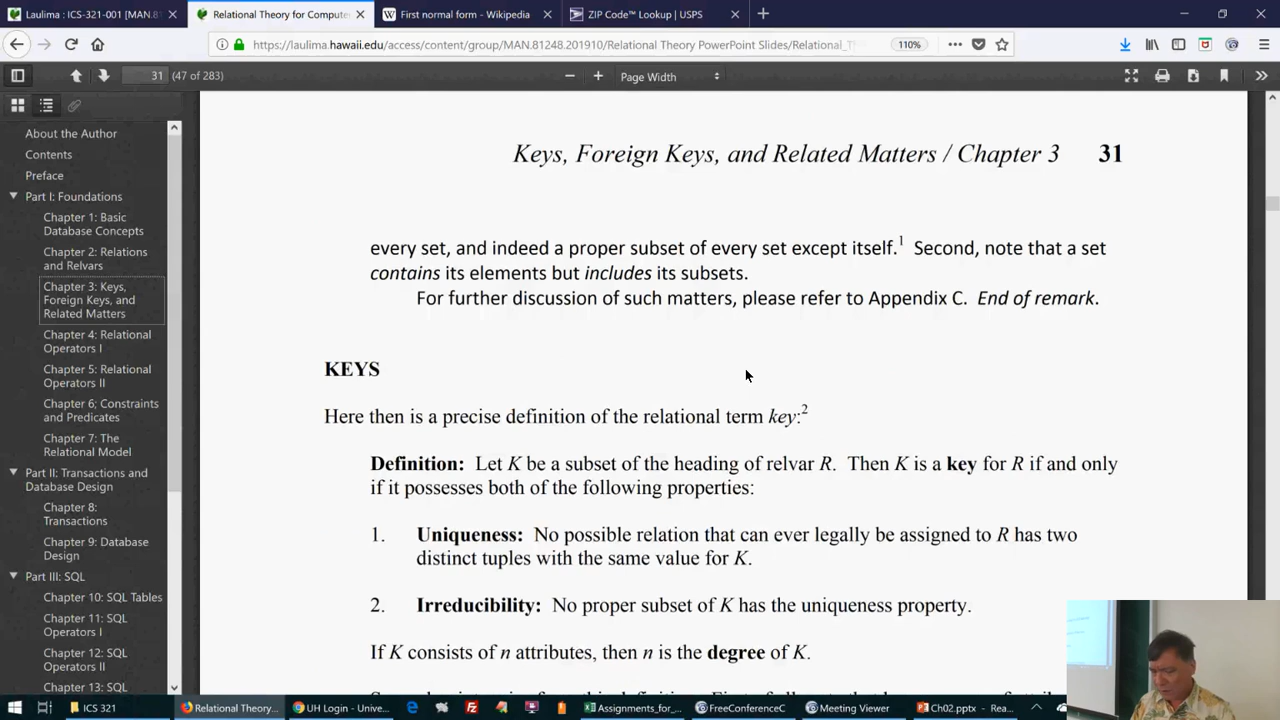 Laulima : ICS-321-001 [MAN.8
Relational Theory for Compute
First normal form - Wikipedia
ZIP Code™ Lookup | USPS
https://laulima.hawaii.edu/access/content/group/MAN.81248.201910/Relational Theory PowerPoint Slides/Relational_T
110%
31 (47 of 283)
Page Width
About the Author
Contents
Preface
Part I: Foundations
Chapter 1: Basic
Database Concepts
Chapter 2: Relations
and Relvars
Chapter 3: Keys,
Foreign Keys, and
Related Matters
Chapter 4: Relational
Operators I
Chapter 5: Relational
Operators II
Chapter 6: Constraints
and Predicates
Chapter 7: The
Relational Model
Part II: Transactions and
Database Design
Chapter 8:
Transactions
Chapter 9: Database
Design
Part III: SQL
Chapter 10: SQL Tables
Chapter 11: SQL
Operators I
Chapter 12: SQL
Operators II
Chapter 13: SQL
Keys, Foreign Keys, and Related Matters / Chapter 3 31
every set, and indeed a proper subset of every set except itself.1 Second, note that a set
contains its elements but includes its subsets.
For further discussion of such matters, please refer to Appendix C. End of remark.
KEYS
Here then is a precise definition of the relational term key:2
Definition: Let K be a subset of the heading of relvar R. Then K is a key for R if and only
if it possesses both of the following properties:
1. Uniqueness: No possible relation that can ever legally be assigned to R has two
distinct tuples with the same value for K.
2. Irreducibility: No proper subset of K has the uniqueness property.
If K consists of n attributes, then n is the degree of K.
ICS 321
Relational Theory...
UH Login - Unive...
Assignments_for_...
FreeConferenceC
Meeting Viewer
Ch02.pptx - Rea...